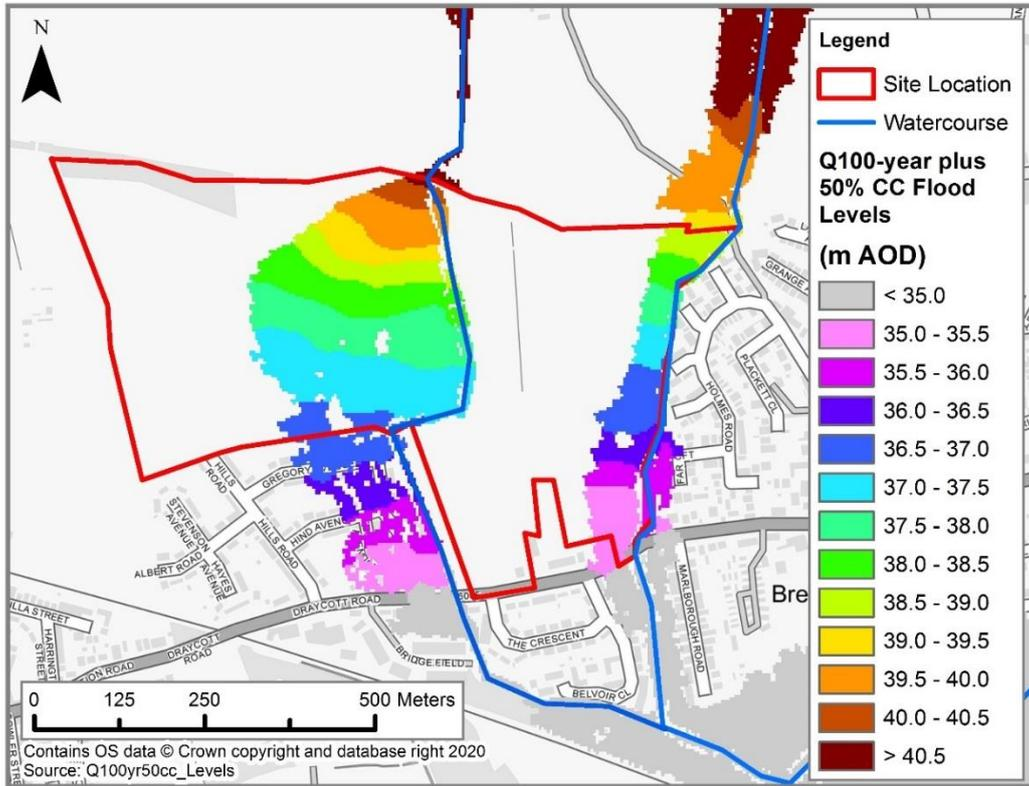 N
Legend
Site Location
Watercourse
Q100-year plus
50% CC Flood
Levels
(m AOD)
< 35.0
35.0 - 35.5
35.5 - 36.0
36.0 - 36.5
36.5 - 37.0
37.0 - 37.5
37.5 - 38.0
38.0 - 38.5
38.5 - 39.0
39.0 - 39.5
39.5 - 40.0
40.0 - 40.5
> 40.5
GRANGE
PLACKETT CL
HOLMES ROAD
HILLS
ROAD
GREGORY
STEVENSON
AVENUE
HIND AVENUE
HILLS ROAD
HAYES
AVENUE
ALBERT ROAD
DRAYCOTT ROAD
DRAYCOTT
ROAD
MARLBOROUGH ROAD
Bre
THE CRESCENT
BRIDGE FIELD
BELVOIR CL
STREET
HARRINGT
STREET
0 125 250 500 Meters
Contains OS data © Crown copyright and database right 2020
Source: Q100yr50cc_Levels